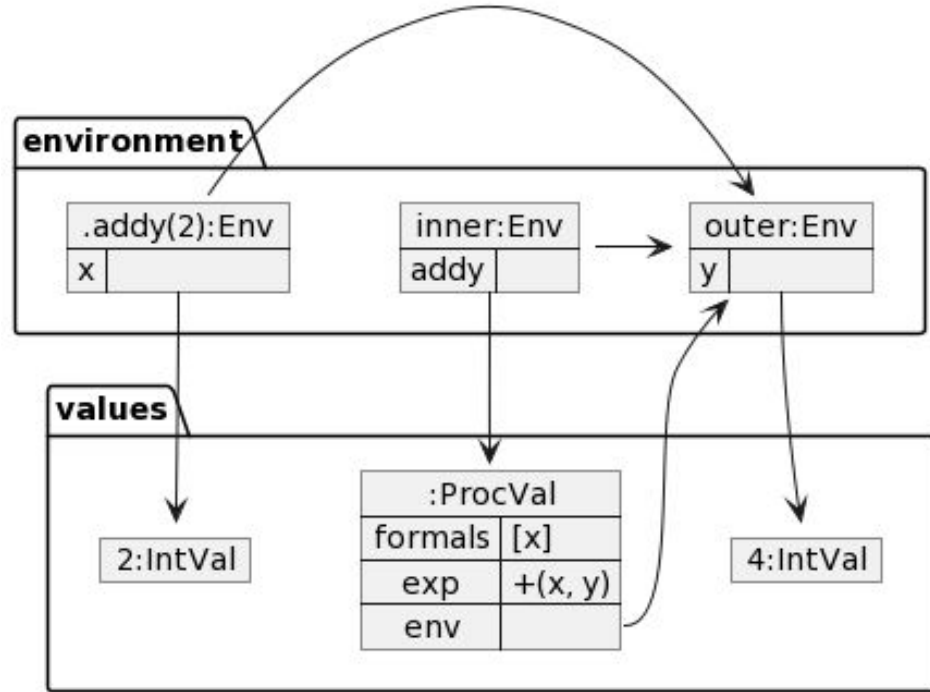 environment
.addy(2):Env
x
inner:Env
addy
outer:Env
y
values
2:IntVal
:ProcVal
formals [x]
exp +(x, y)
env
4:IntVal